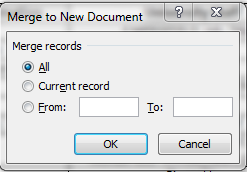 Merge to New Document
Merge records
All
Current record
From: To:
OK Cancel